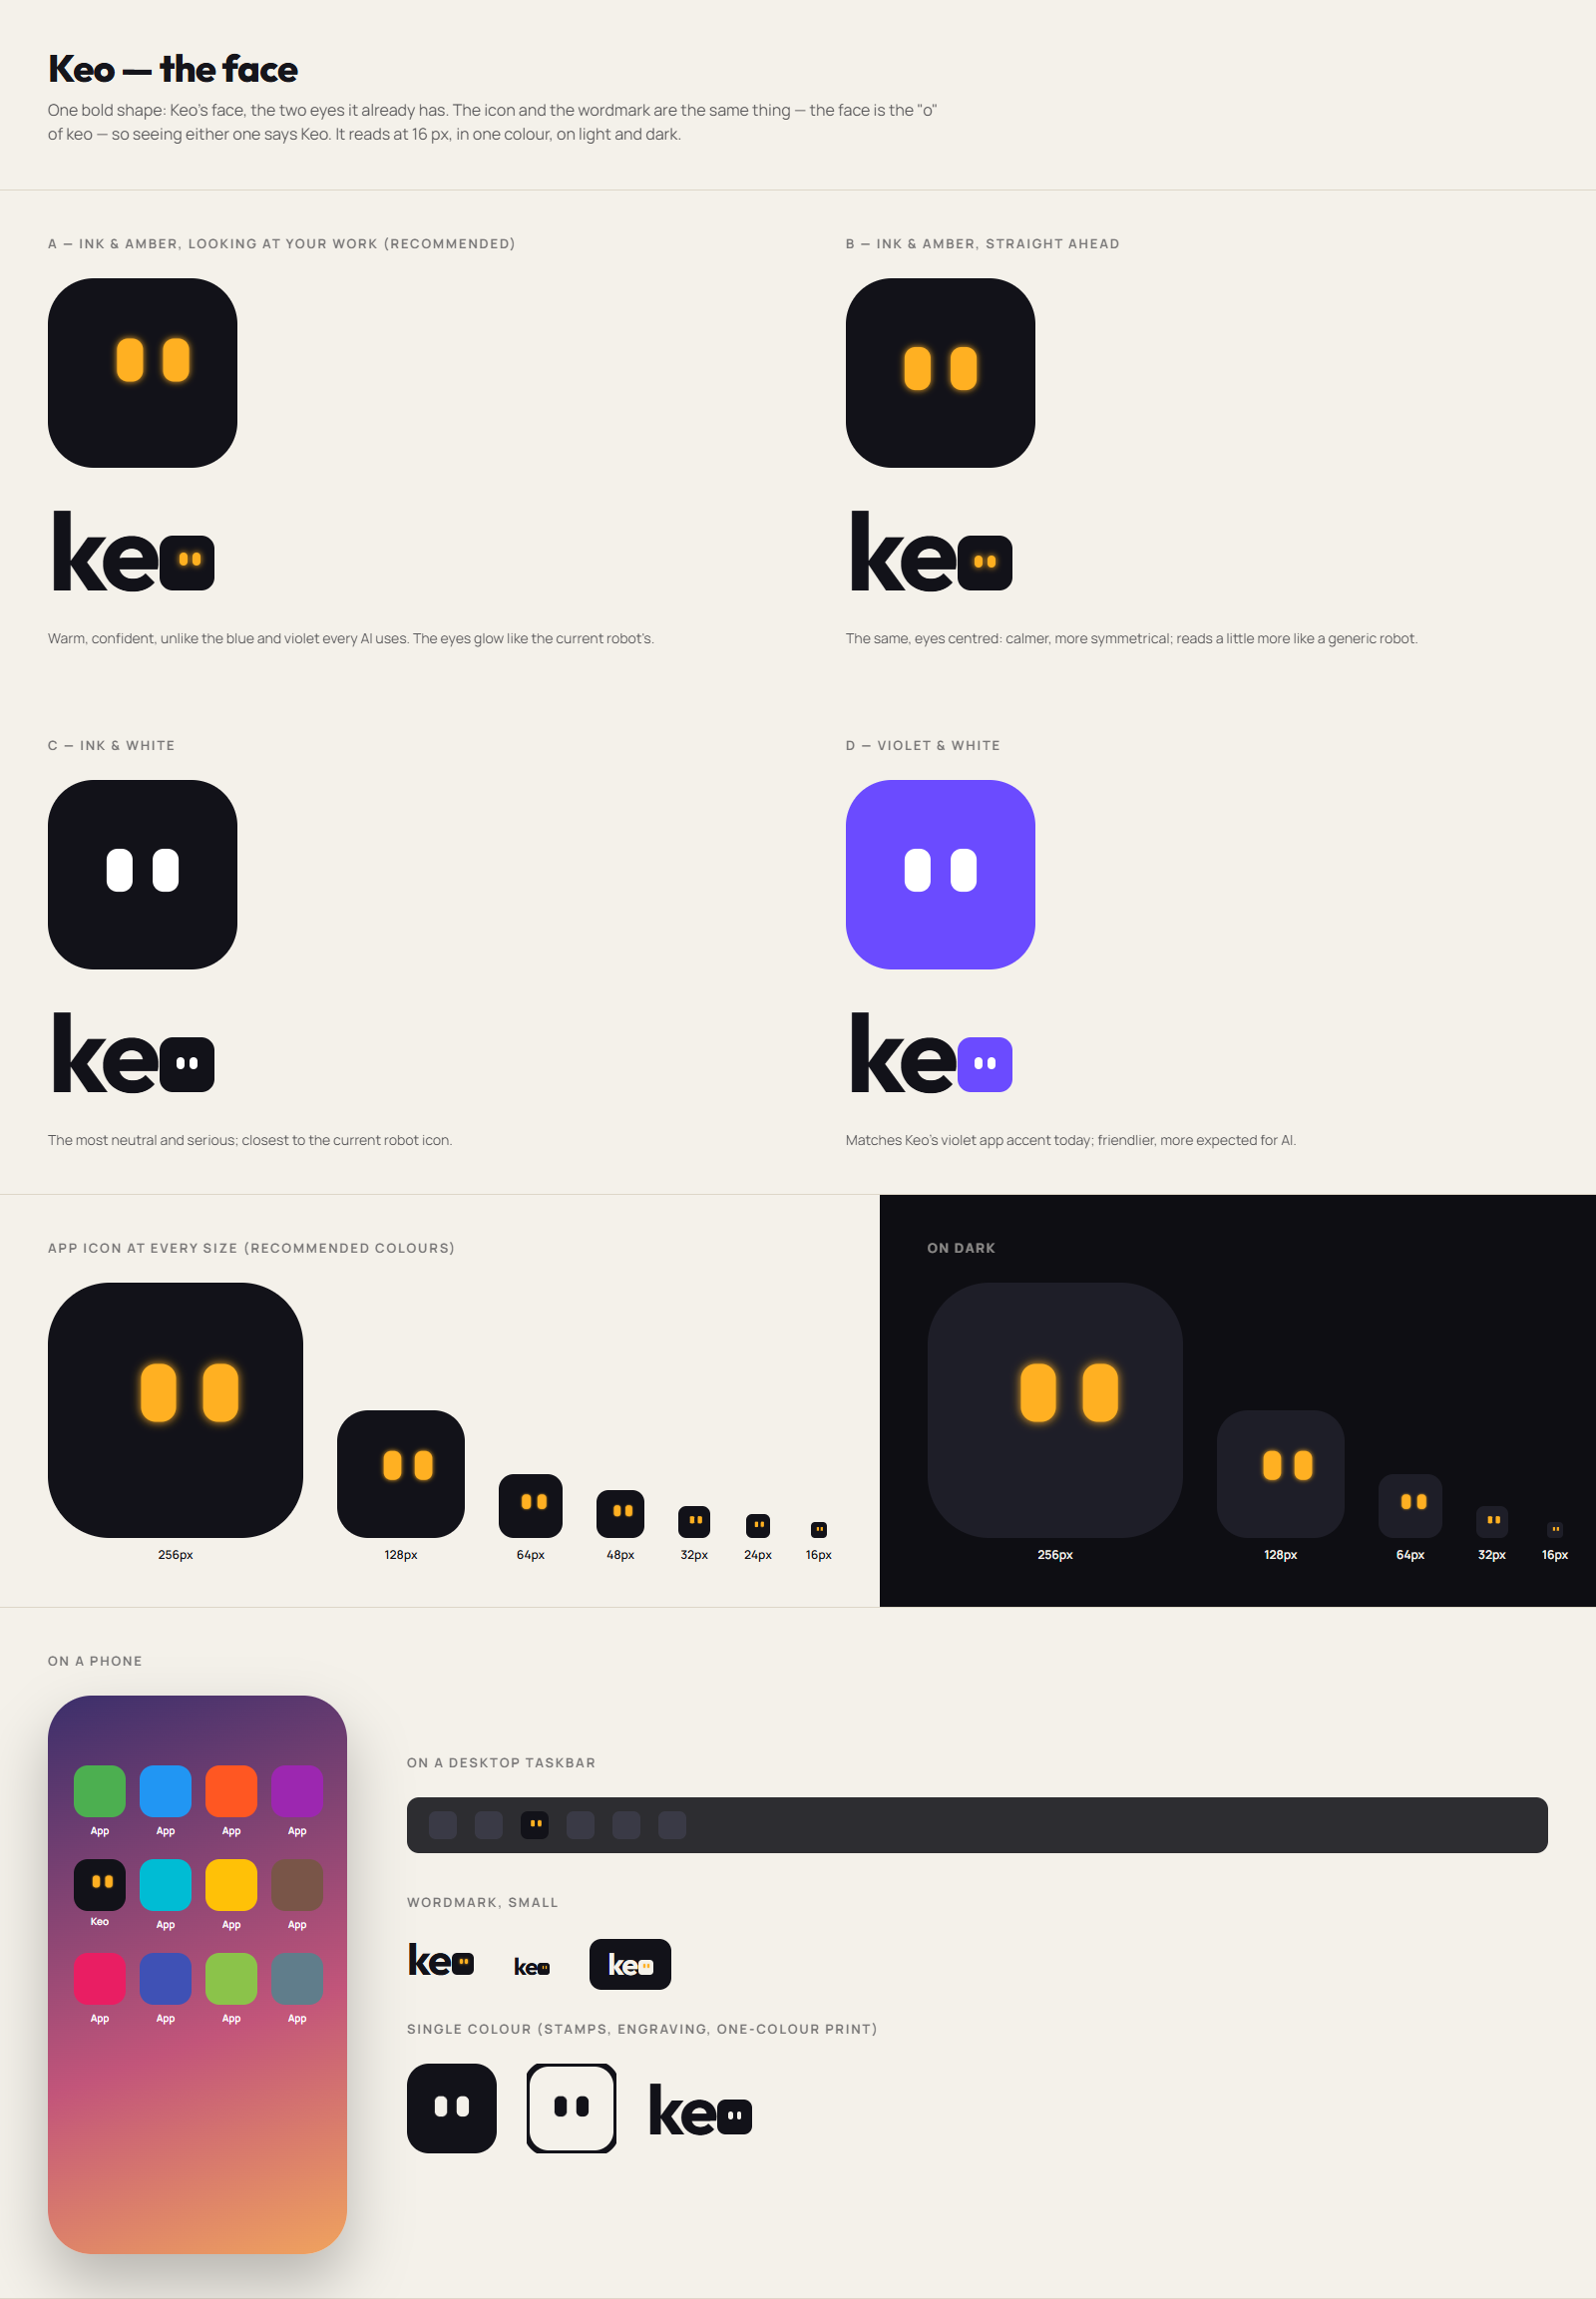 Keo — the face
One bold shape: Keo's face, the two eyes it already has. The icon and the wordmark are the same thing — the face is the "o"
of keo — so seeing either one says Keo. It reads at 16 px, in one colour, on light and dark.
A — INK & AMBER, LOOKING AT YOUR WORK (RECOMMENDED)
B — INK & AMBER, STRAIGHT AHEAD
ke
ke
Warm, confident, unlike the blue and violet every AI uses. The eyes glow like the current robot's.
The same, eyes centred: calmer, more symmetrical; reads a little more like a generic robot.
C — INK & WHITE
D — VIOLET & WHITE
ke
ke
The most neutral and serious; closest to the current robot icon.
Matches Keo's violet app accent today; friendlier, more expected for AI.
APP ICON AT EVERY SIZE (RECOMMENDED COLOURS)
256px 128px 64px 48px 32px 24px 16px
ON DARK
256px 128px 64px 32px 16px
ON A PHONE
App App App App
Keo App App App
App App App App
ON A DESKTOP TASKBAR
WORDMARK, SMALL
ke ke ke
SINGLE COLOUR (STAMPS, ENGRAVING, ONE-COLOUR PRINT)
ke